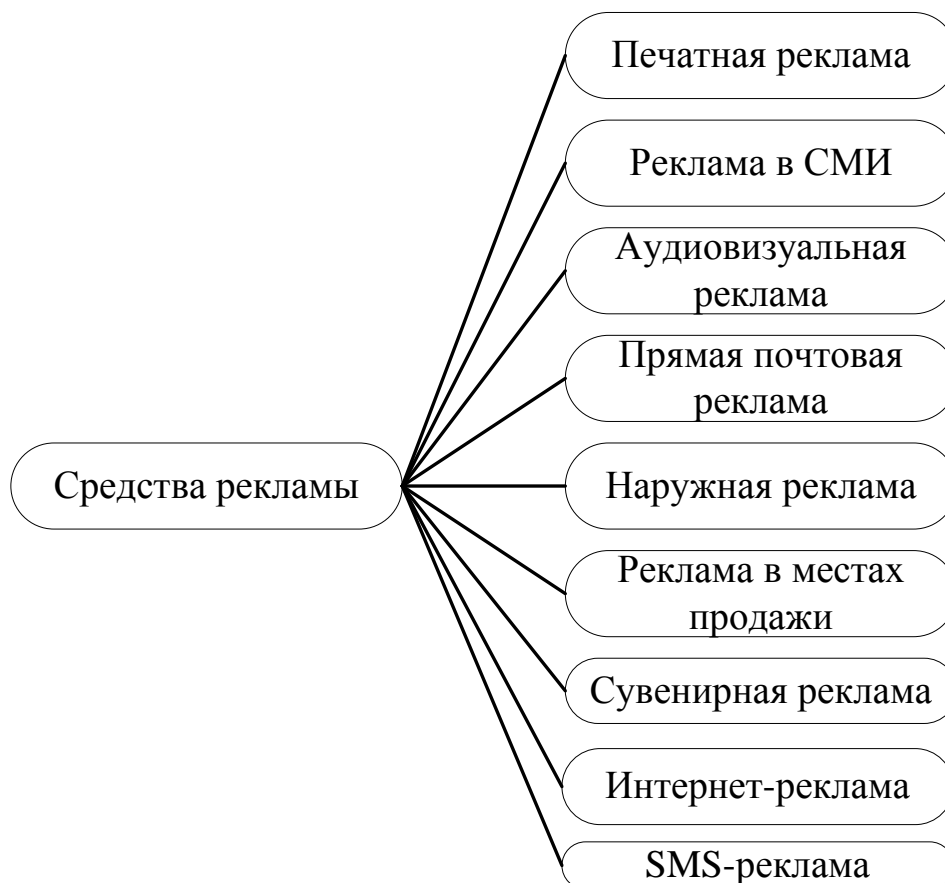 Печатная реклама
Реклама в СМИ
Аудиовизуальная
реклама
Прямая почтовая
реклама
Средства рекламы
Наружная реклама
Реклама в местах
продажи
Сувенирная реклама
Интернет-реклама
SMS-реклама